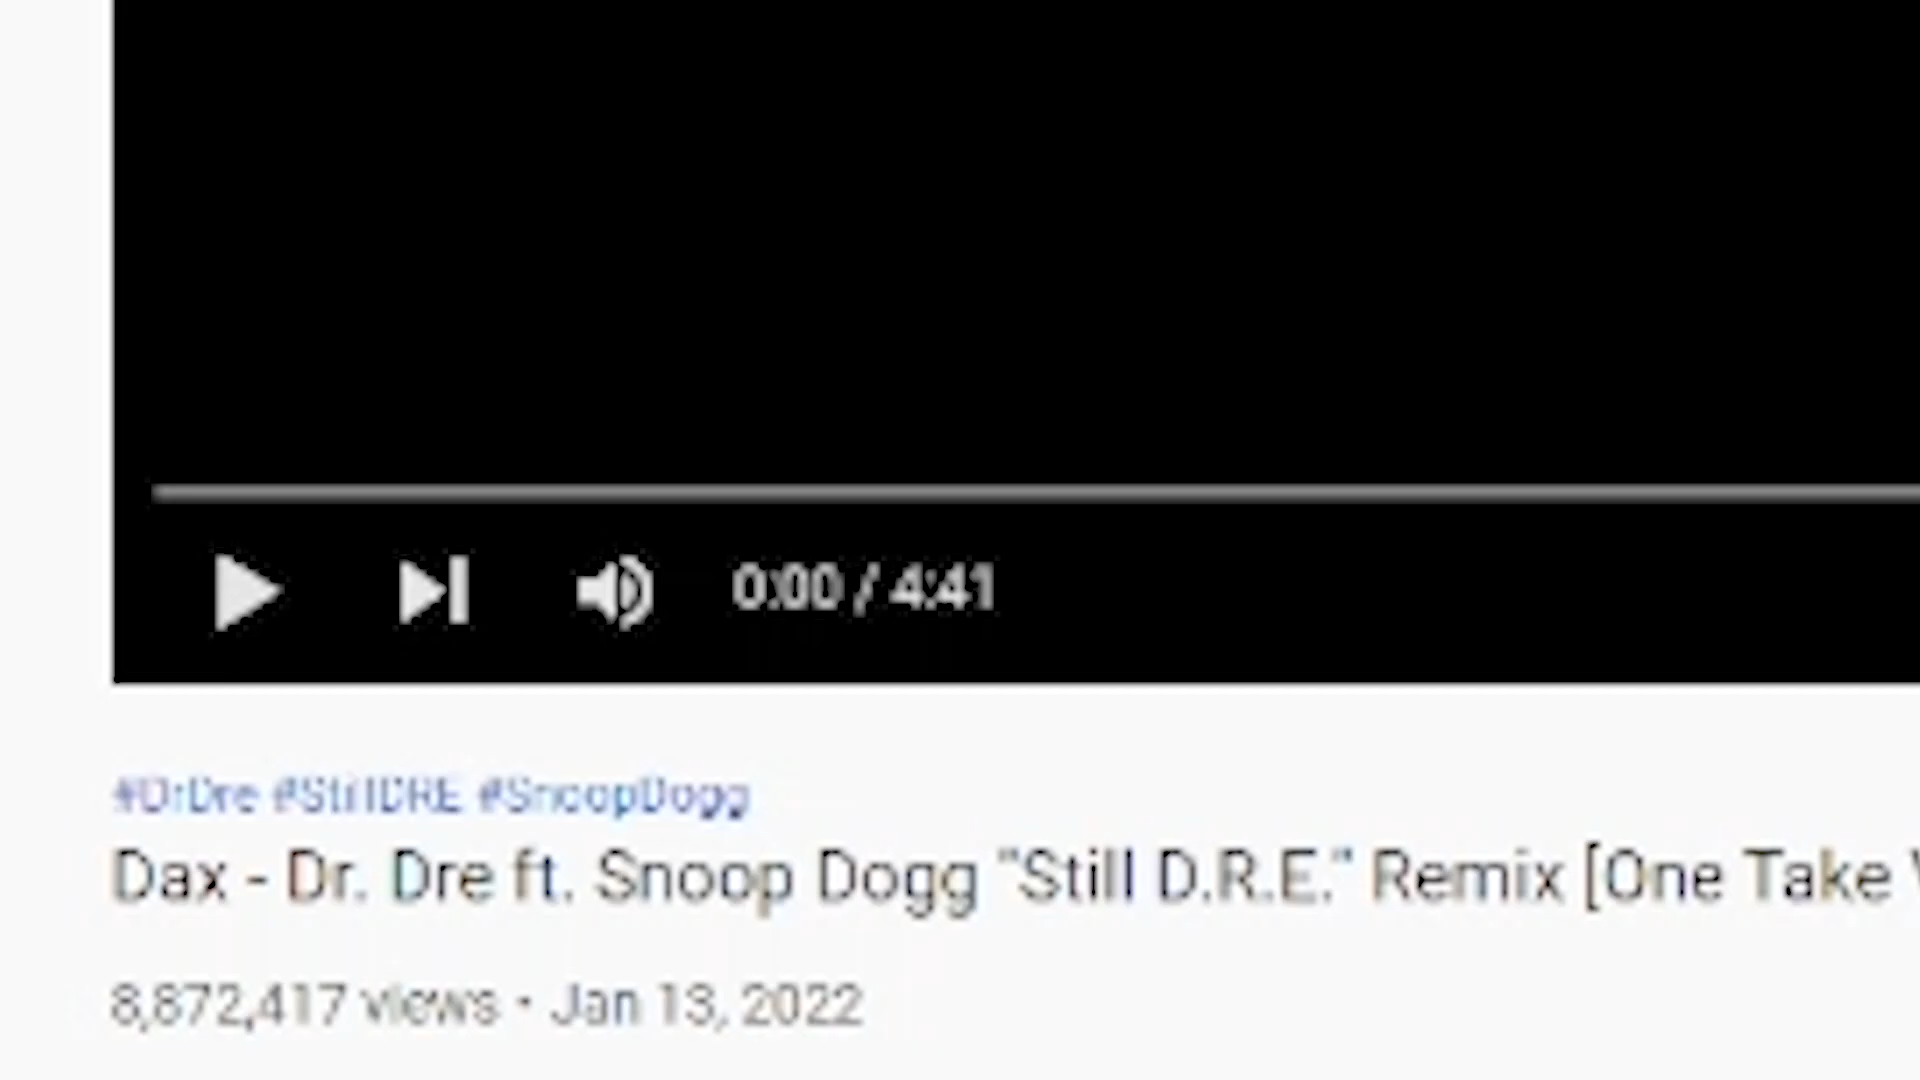 0:00 / 4:41
#DrDre #StillDRE #SnoopDogg
Dax - Dr. Dre ft. Snoop Dogg "Still D.R.E." Remix [One Take
8,872,417 views • Jan 13, 2022